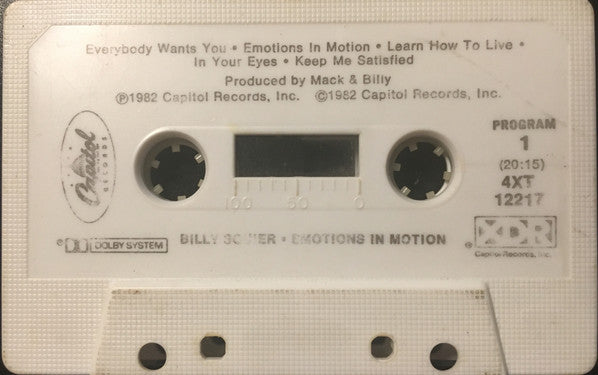 Everybody Wants You • Emotions In Motion • Learn How To Live •
In Your Eyes • Keep Me Satisfied
Produced by Mack & Billy
℗1982 Capitol Records, Inc. ©1982 Capitol Records, Inc.
Capitol
RECORDS
PROGRAM
1
(20:15)
4XT
12217
100 50 0
DOLBY SYSTEM
BILLY SQUIER • EMOTIONS IN MOTION
XDR
Capitol Records, Inc.